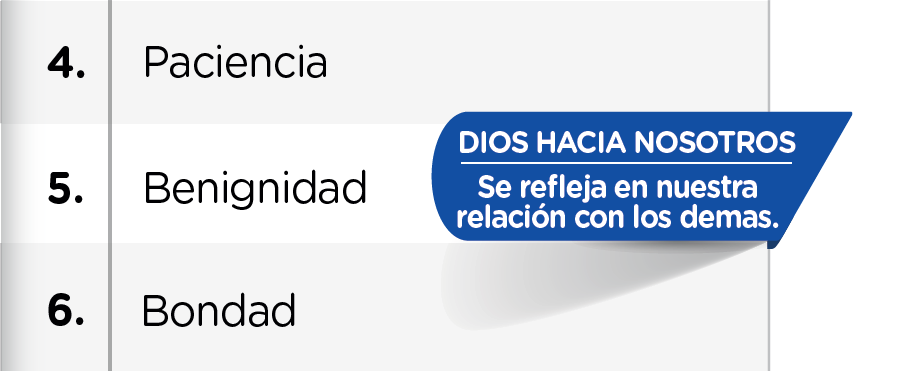 4. Paciencia
5. Benignidad
DIOS HACIA NOSOTROS
Se refleja en nuestra
relación con los demas.
6. Bondad